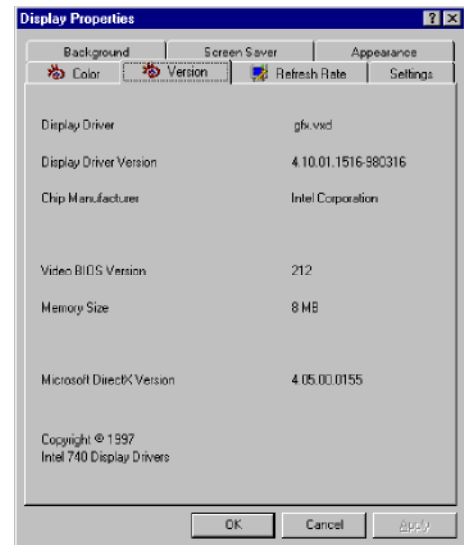 Display Properties
Background Screen Saver Appearance
Color Version Refresh Rate Settings
Display Driver gfx.vxd
Display Driver Version 4.10.01.1516-980316
Chip Manufacturer Intel Corporation
Video BIOS Version 212
Memory Size 8 MB
Microsoft DirectX Version 4.05.00.0155
Copyright © 1997
Intel 740 Display Drivers
OK Cancel Apply